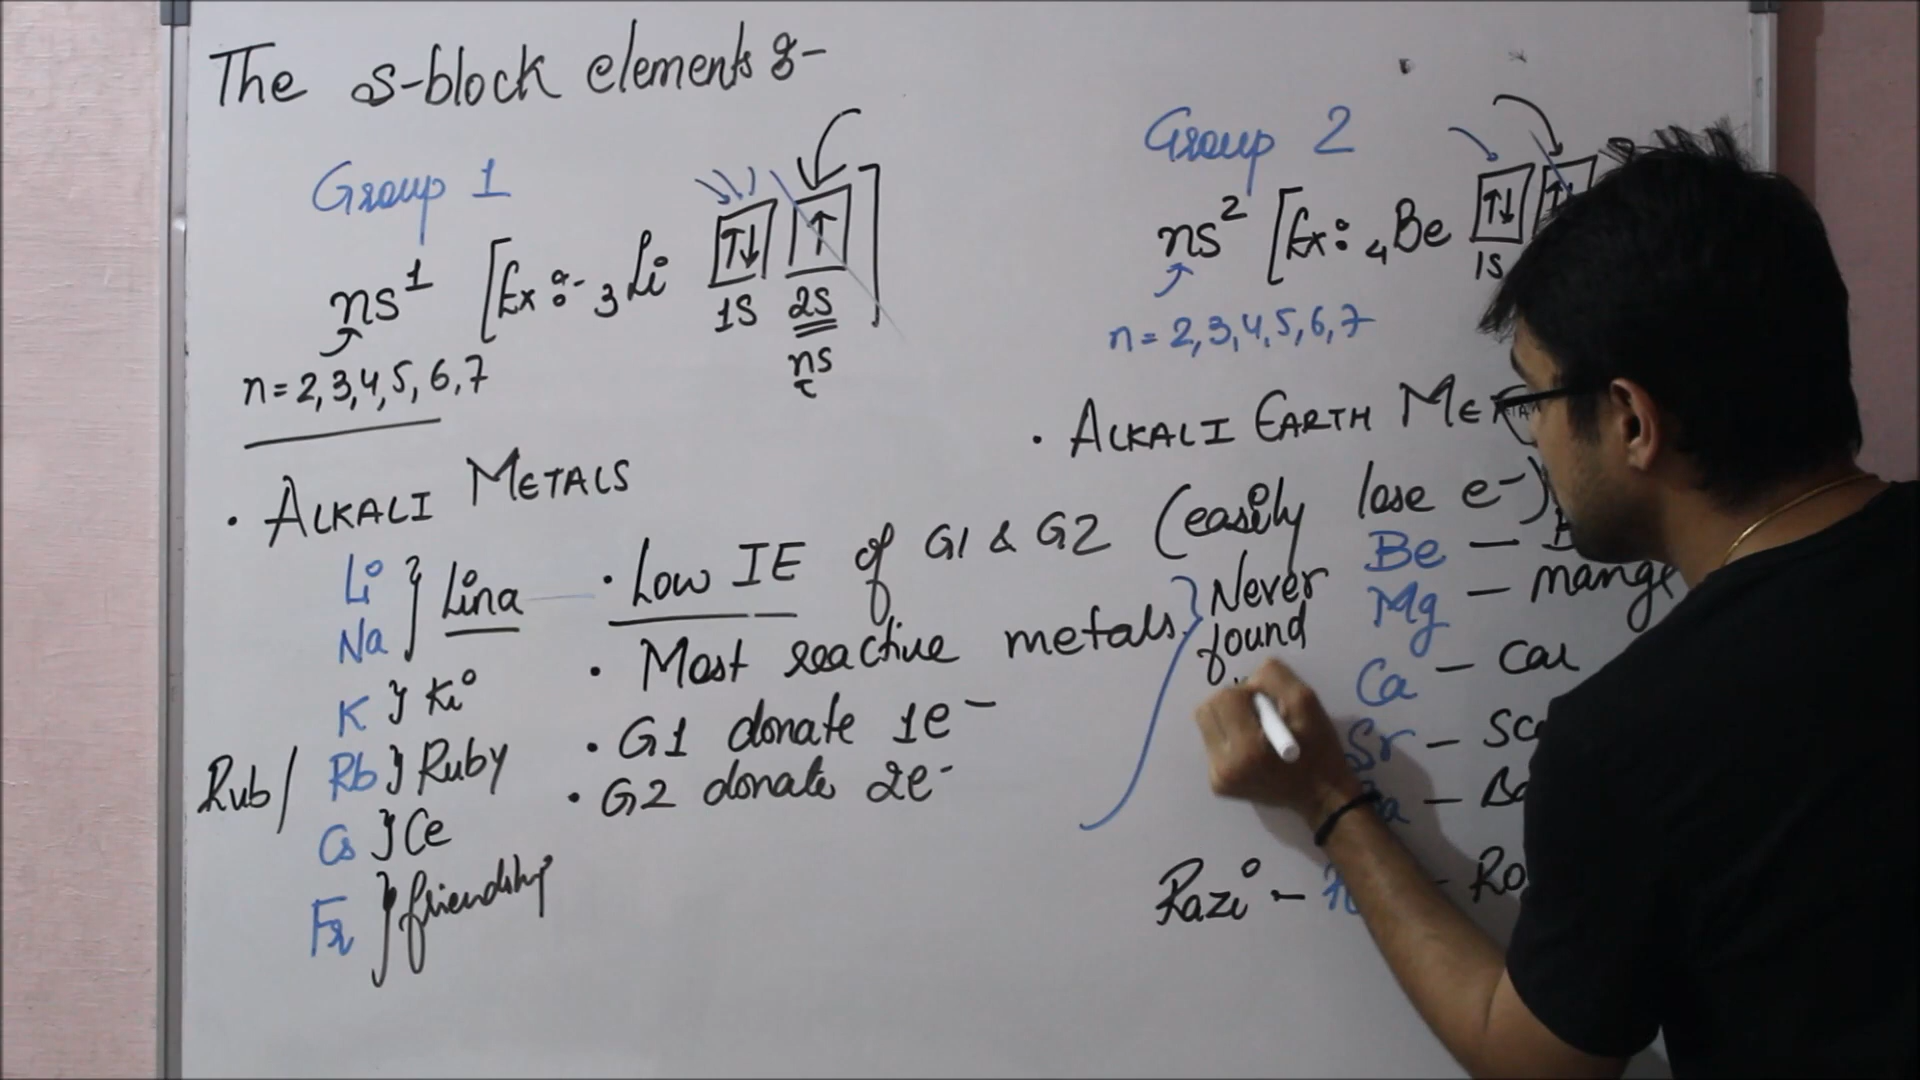 The s-block elements :-
Group 1
ns¹ [Ex:- ₃Li ↑↓ ↑ ]
1S 2S
ns
n = 2,3,4,5,6,7
• ALKALI METALS
Li
Na
} Lina
K } Ki
Rub/ Rb } Ruby
Cs } Ce
Fr } friendship
Group 2
ns² [Ex: ₄Be ↑↓
1S
n = 2,3,4,5,6,7
• ALKALI EARTH
• Low IE of G1 & G2 (easily lose e⁻)
• Most reactive metals } Never
found
• G1 donate 1e⁻
• G2 donate 2e⁻
Be —
Mg —
Ca — Cal
Sr —
Razi —